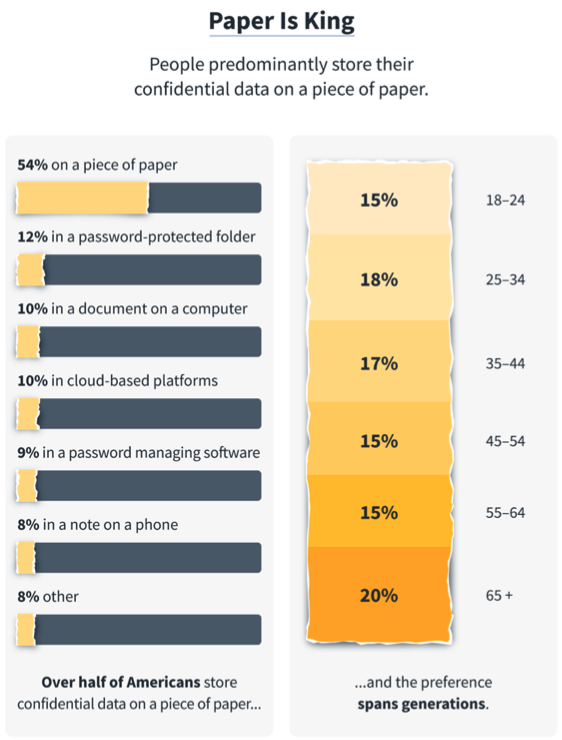 Paper Is King
People predominantly store their
confidential data on a piece of paper.
54% on a piece of paper
12% in a password-protected folder
10% in a document on a computer
10% in cloud-based platforms
9% in a password managing software
8% in a note on a phone
8% other
Over half of Americans store
confidential data on a piece of paper...
15% 18–24
18% 25–34
17% 35–44
15% 45–54
15% 55–64
20% 65 +
...and the preference
spans generations.